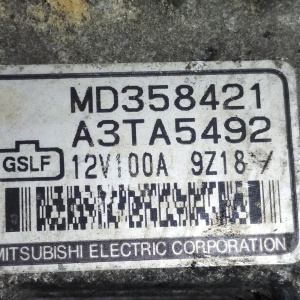 MD358421
A3TA5492
GSLF 12V100A 9Z18
MITSUBISHI ELECTRIC CORPORATION